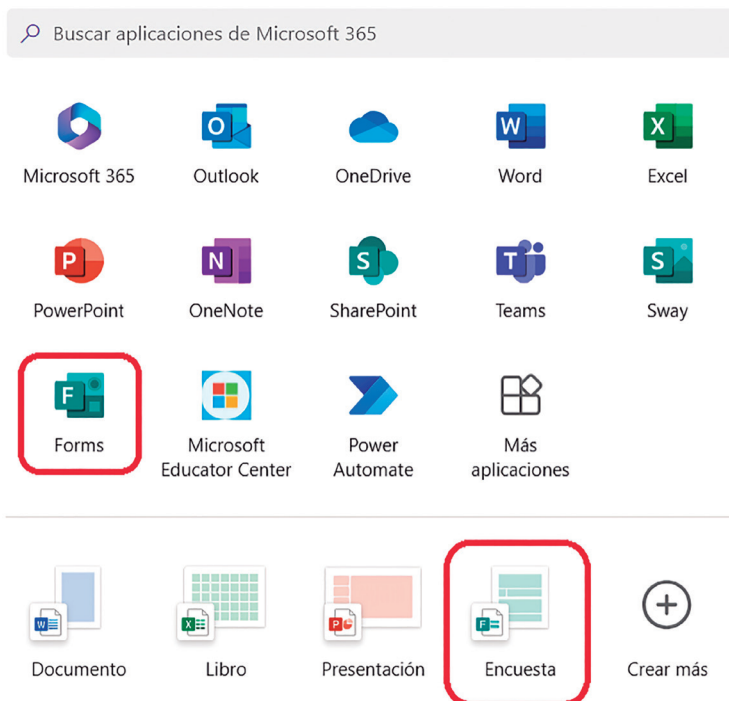 Buscar aplicaciones de Microsoft 365
Microsoft 365
Outlook
OneDrive
Word
Excel
PowerPoint
OneNote
SharePoint
Teams
Sway
Forms
Microsoft
Educator Center
Power
Automate
Más
aplicaciones
Documento
Libro
Presentación
Encuesta
Crear más